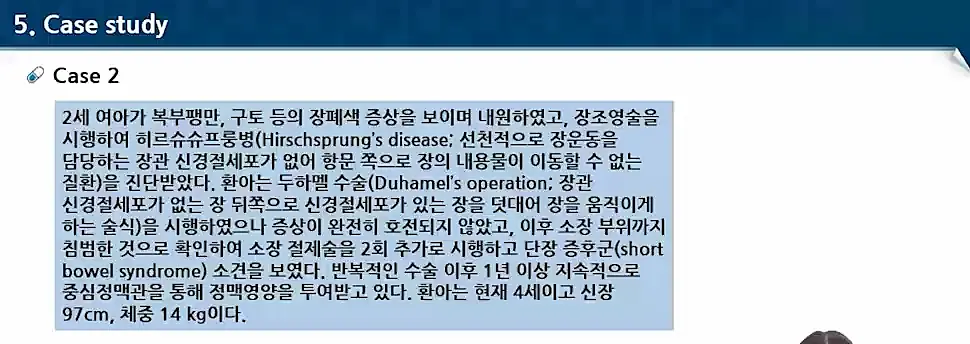 5. Case study
Case 2
2세 여아가 복부팽만, 구토 등의 장폐색 증상을 보이며 내원하였고, 장조영술을
시행하여 히르슈슈프룽병(Hirschsprung's disease; 선천적으로 장운동을
담당하는 장관 신경절세포가 없어 항문 쪽으로 장의 내용물이 이동할 수 없는
질환)을 진단받았다. 환아는 두하멜 수술(Duhamel's operation; 장관
신경절세포가 없는 장 뒤쪽으로 신경절세포가 있는 장을 덧대어 장을 움직이게
하는 술식)을 시행하였으나 증상이 완전히 호전되지 않았고, 이후 소장 부위까지
침범한 것으로 확인하여 소장 절제술을 2회 추가로 시행하고 단장 증후군(short
bowel syndrome) 소견을 보였다. 반복적인 수술 이후 1년 이상 지속적으로
중심정맥관을 통해 정맥영양을 투여받고 있다. 환아는 현재 4세이고 신장
97cm, 체중 14 kg이다.